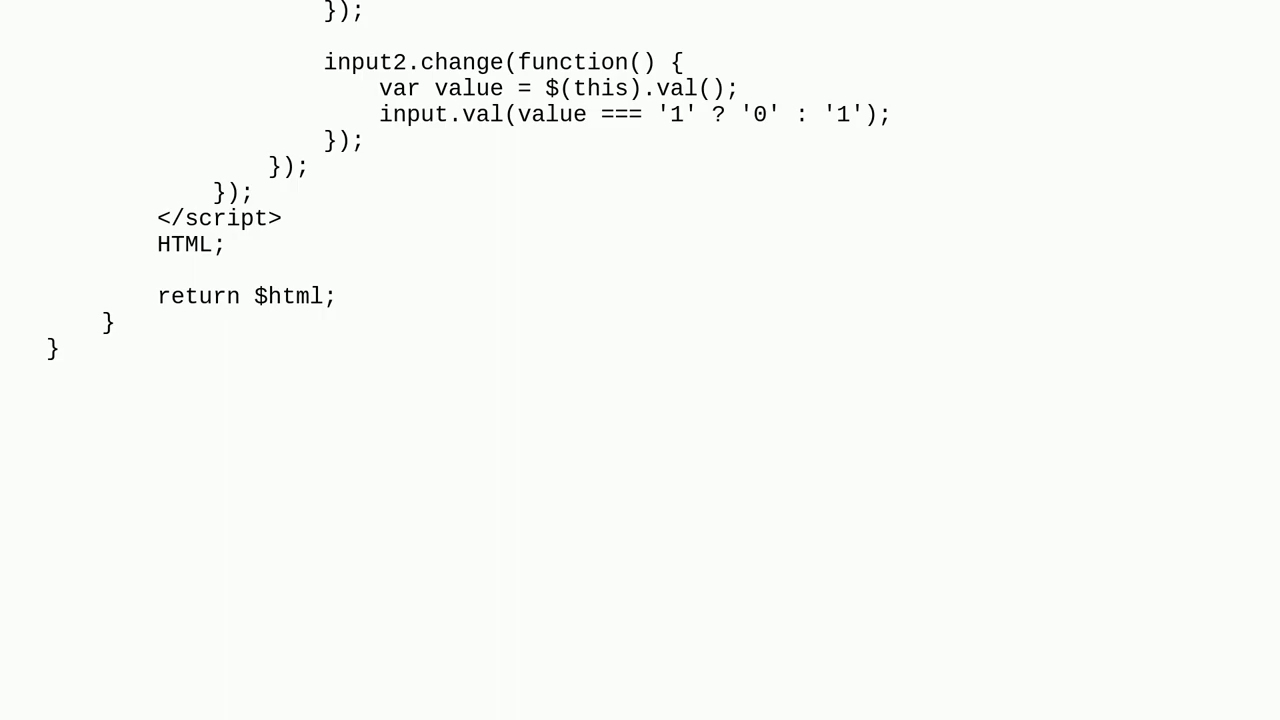 });
input2.change(function() {
var value = $(this).val();
input.val(value === '1' ? '0' : '1');
});
});
});
</script>
HTML;
return $html;
}
}